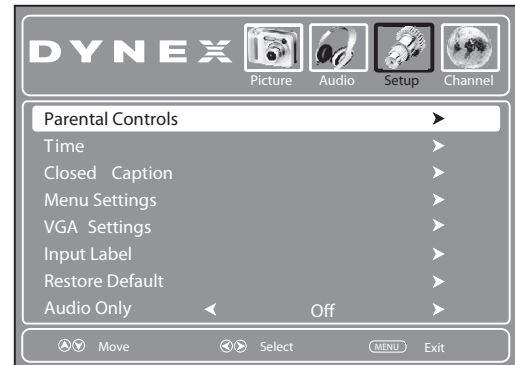 DYNEX
Picture Audio Setup Channel
Parental Controls
Time
Closed Caption
Menu Settings
VGA Settings
Input Label
Restore Default
Audio Only Off
Move Select MENU Exit